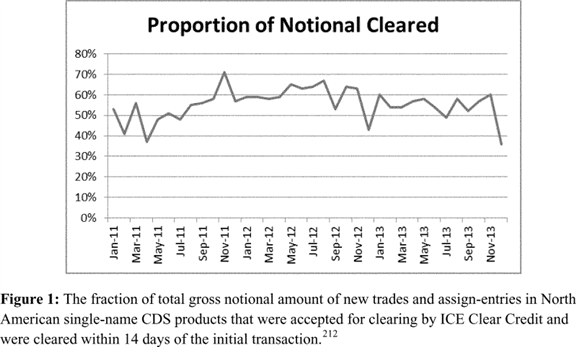 Proportion of Notional Cleared
80%
70%
60%
50%
40%
30%
20%
10%
0%
Jan-11
Mar-11
May-11
Jul-11
Sep-11
Nov-11
Jan-12
Mar-12
May-12
Jul-12
Sep-12
Nov-12
Jan-13
Mar-13
May-13
Jul-13
Sep-13
Nov-13
Figure 1: The fraction of total gross notional amount of new trades and assign-entries in North
American single-name CDS products that were accepted for clearing by ICE Clear Credit and
were cleared within 14 days of the initial transaction.212